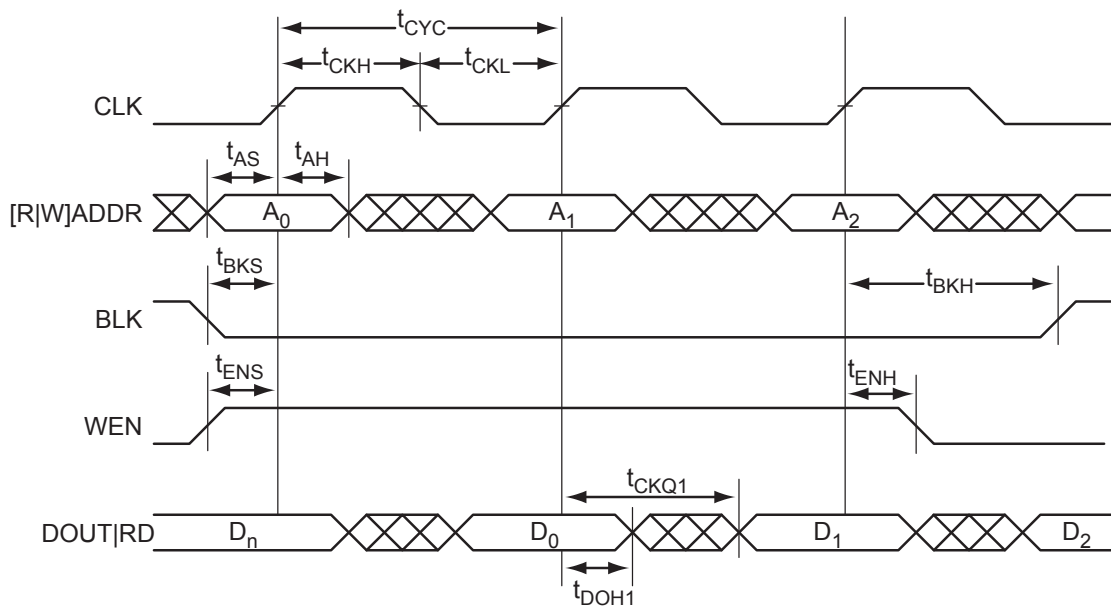 tCYC
tCKH tCKL
CLK
tAS tAH
[R|W]ADDR A0 A1 A2
tBKS tBKH
BLK
tENS tENH
WEN
tCKQ1
DOUT|RD Dn D0 D1 D2
tDOH1